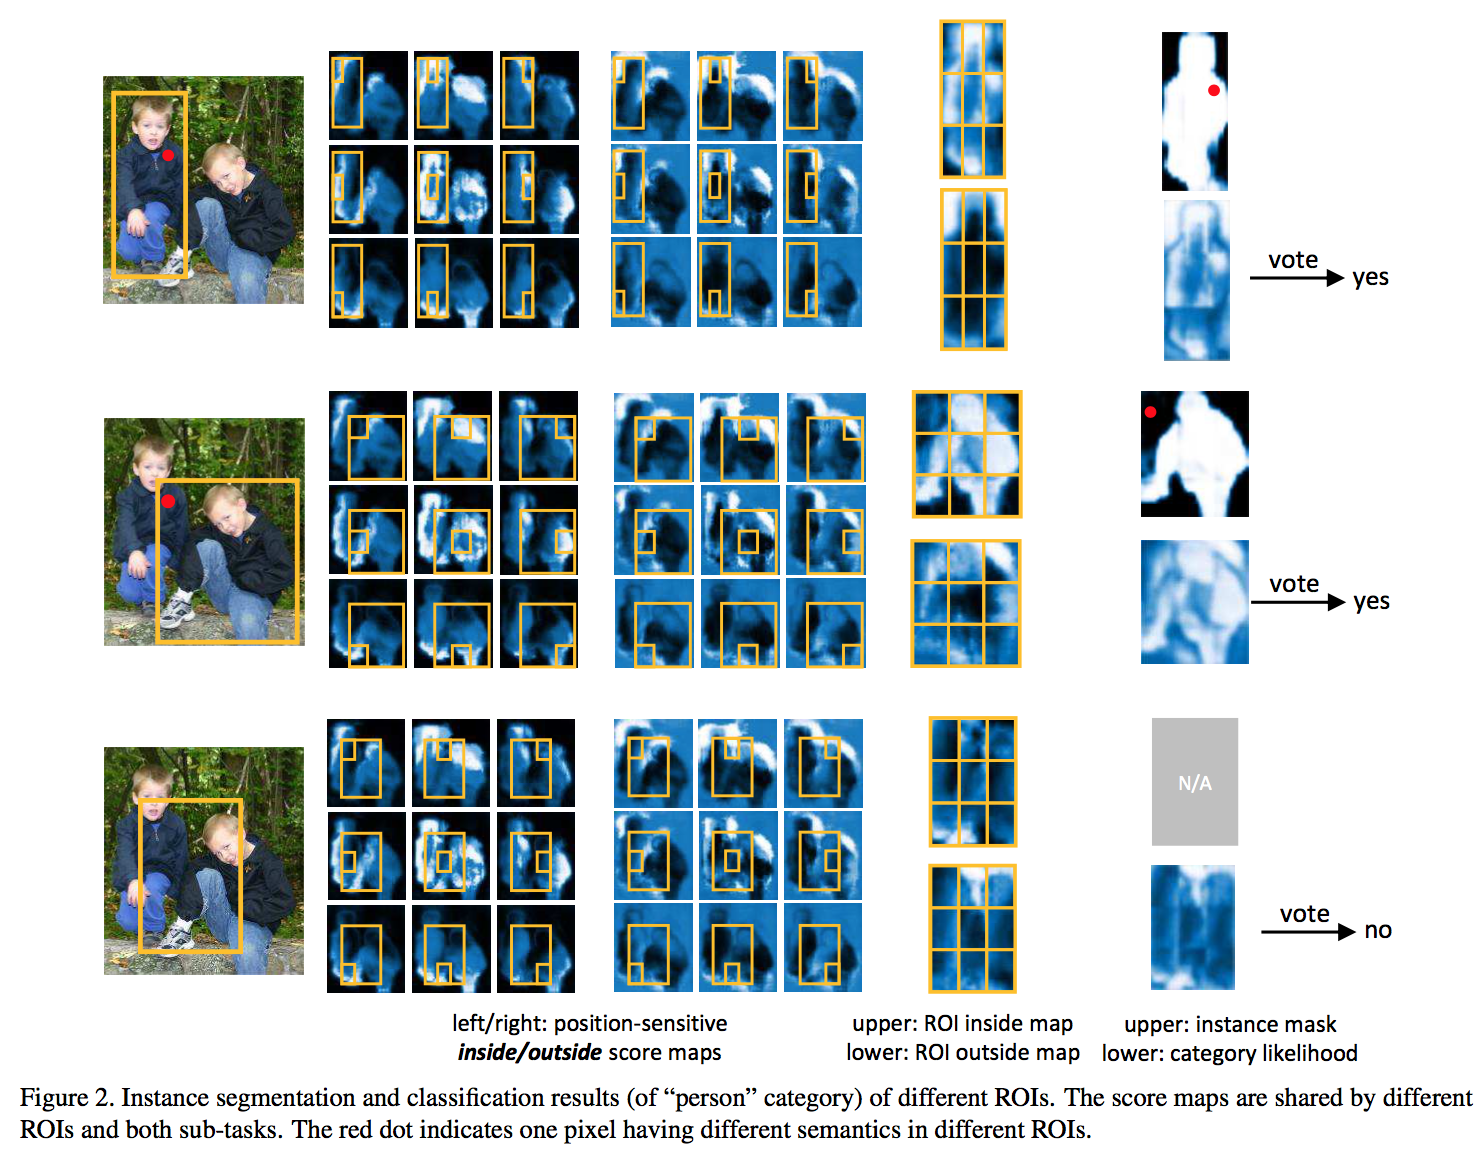 vote
yes
vote
yes
N/A
vote
no
left/right: position-sensitive
inside/outside score maps
upper: ROI inside map
lower: ROI outside map
upper: instance mask
lower: category likelihood
Figure 2. Instance segmentation and classification results (of “person” category) of different ROIs. The score maps are shared by different
ROIs and both sub-tasks. The red dot indicates one pixel having different semantics in different ROIs.